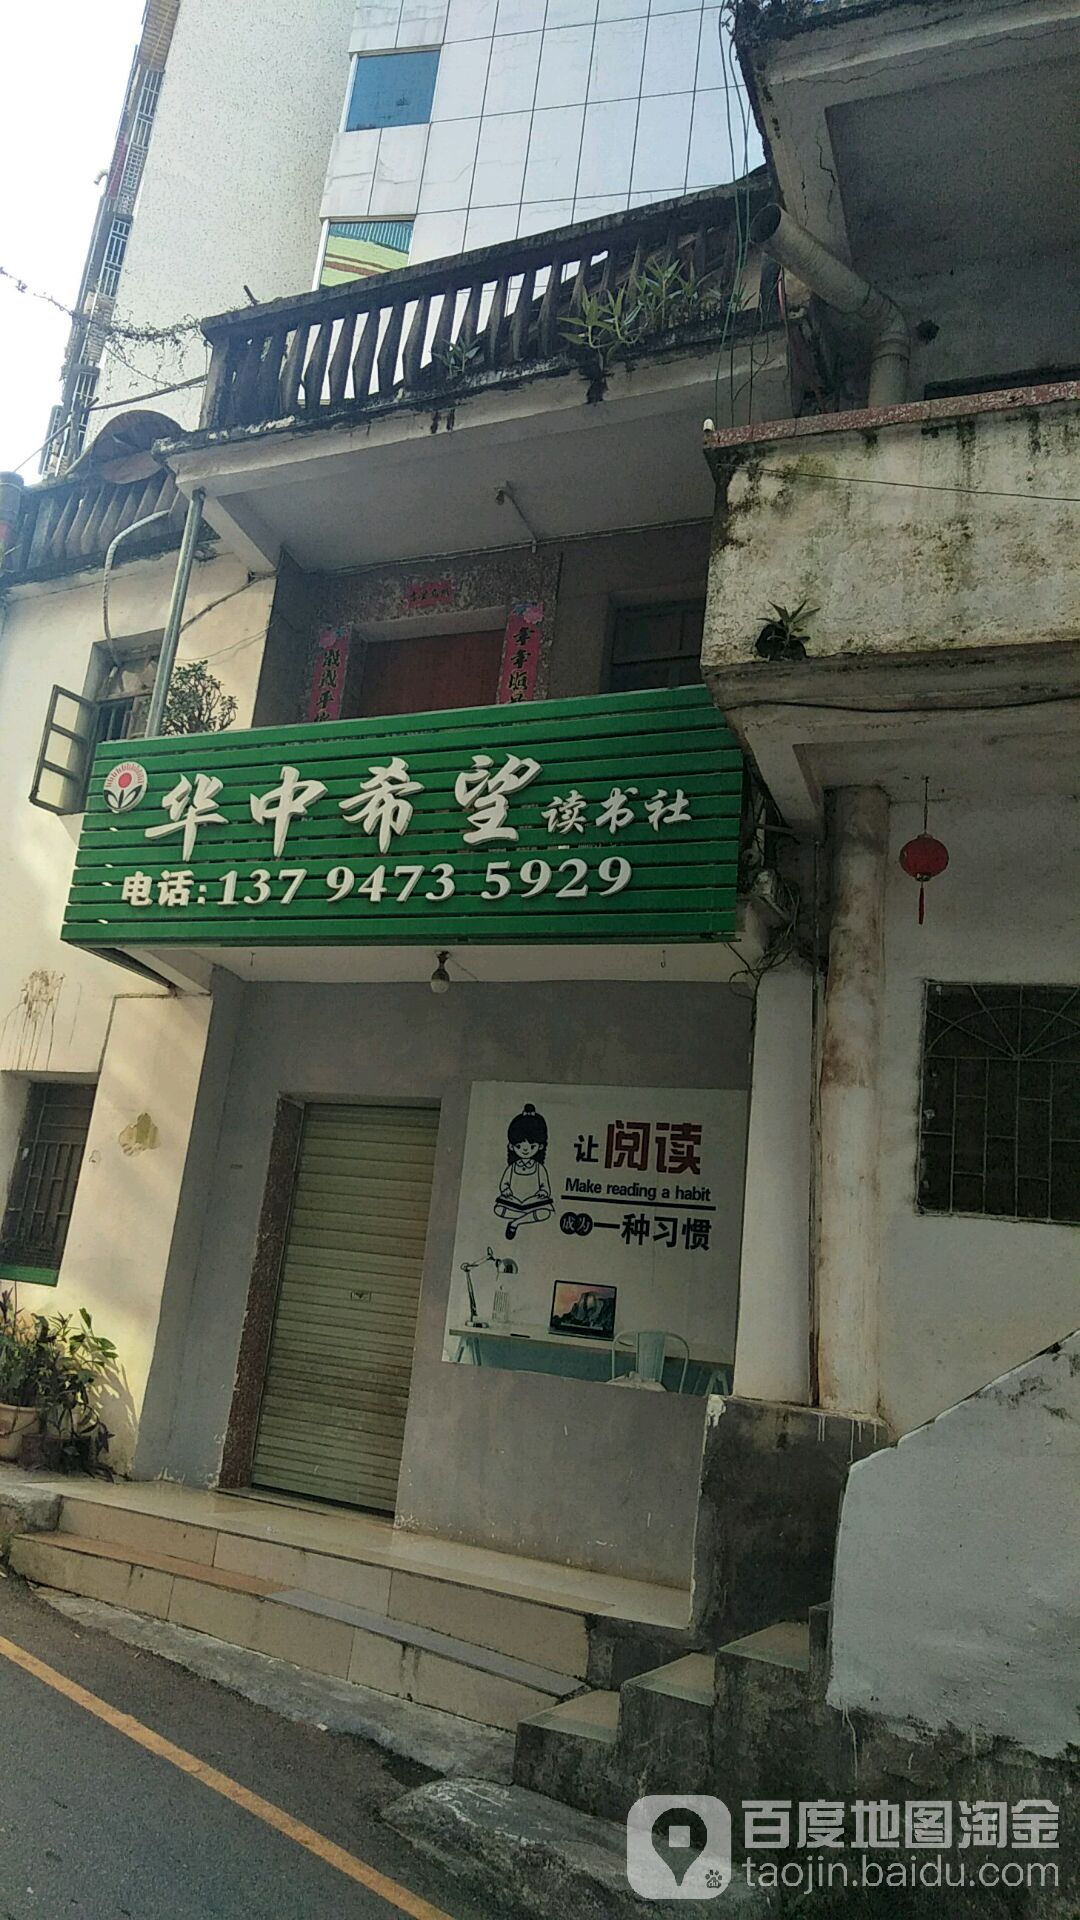 华中希望读书社
电话:137 9473 5929
让阅读
Make reading a habit
成为一种习惯
百度地图淘金
taojin.baidu.com